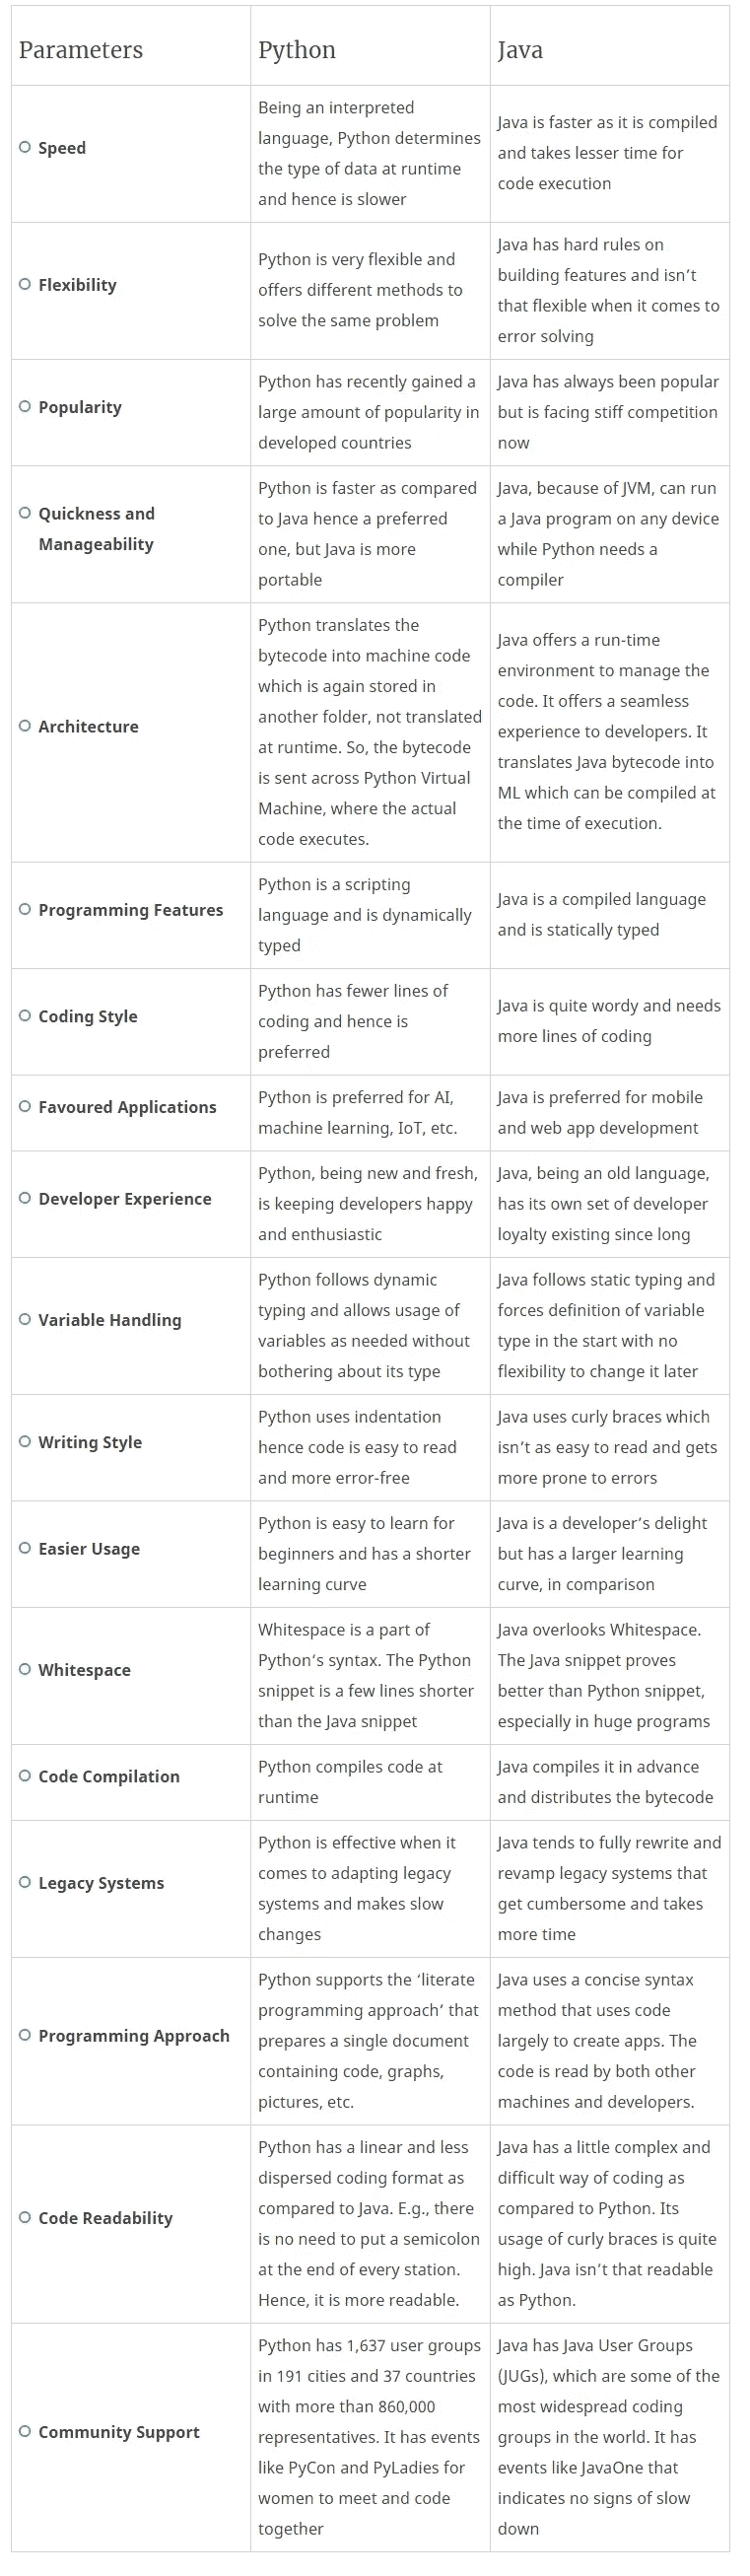 Parameters
Python
Java
Speed
Being an interpreted
language, Python determines
the type of data at runtime
and hence is slower
Java is faster as it is compiled
and takes lesser time for
code execution
Flexibility
Python is very flexible and
offers different methods to
solve the same problem
Java has hard rules on
building features and isn’t
that flexible when it comes to
error solving
Popularity
Python has recently gained a
large amount of popularity in
developed countries
Java has always been popular
but is facing stiff competition
now
Quickness and
Manageability
Python is faster as compared
to Java hence a preferred
one, but Java is more
portable
Java, because of JVM, can run
a Java program on any device
while Python needs a
compiler
Architecture
Python translates the
bytecode into machine code
which is again stored in
another folder, not translated
at runtime. So, the bytecode
is sent across Python Virtual
Machine, where the actual
code executes.
Java offers a run-time
environment to manage the
code. It offers a seamless
experience to developers. It
translates Java bytecode into
ML which can be compiled at
the time of execution.
Programming Features
Python is a scripting
language and is dynamically
typed
Java is a compiled language
and is statically typed
Coding Style
Python has fewer lines of
coding and hence is
preferred
Java is quite wordy and needs
more lines of coding
Favoured Applications
Python is preferred for AI,
machine learning, IoT, etc.
Java is preferred for mobile
and web app development
Developer Experience
Python, being new and fresh,
is keeping developers happy
and enthusiastic
Java, being an old language,
has its own set of developer
loyalty existing since long
Variable Handling
Python follows dynamic
typing and allows usage of
variables as needed without
bothering about its type
Java follows static typing and
forces definition of variable
type in the start with no
flexibility to change it later
Writing Style
Python uses indentation
hence code is easy to read
and more error-free
Java uses curly braces which
isn’t as easy to read and gets
more prone to errors
Easier Usage
Python is easy to learn for
beginners and has a shorter
learning curve
Java is a developer’s delight
but has a larger learning
curve, in comparison
Whitespace
Whitespace is a part of
Python’s syntax. The Python
snippet is a few lines shorter
than the Java snippet
Java overlooks Whitespace.
The Java snippet proves
better than Python snippet,
especially in huge programs
Code Compilation
Python compiles code at
runtime
Java compiles it in advance
and distributes the bytecode
Legacy Systems
Python is effective when it
comes to adapting legacy
systems and makes slow
changes
Java tends to fully rewrite and
revamp legacy systems that
get cumbersome and takes
more time
Programming Approach
Python supports the ‘literate
programming approach’ that
prepares a single document
containing code, graphs,
pictures, etc.
Java uses a concise syntax
method that uses code
largely to create apps. The
code is read by both other
machines and developers.
Code Readability
Python has a linear and less
dispersed coding format as
compared to Java. E.g., there
is no need to put a semicolon
at the end of every station.
Hence, it is more readable.
Java has a little complex and
difficult way of coding as
compared to Python. Its
usage of curly braces is quite
high. Java isn’t that readable
as Python.
Community Support
Python has 1,637 user groups
in 191 cities and 37 countries
with more than 860,000
representatives. It has events
like PyCon and PyLadies for
women to meet and code
together
Java has Java User Groups
(JUGs), which are some of the
most widespread coding
groups in the world. It has
events like JavaOne that
indicates no signs of slow
down